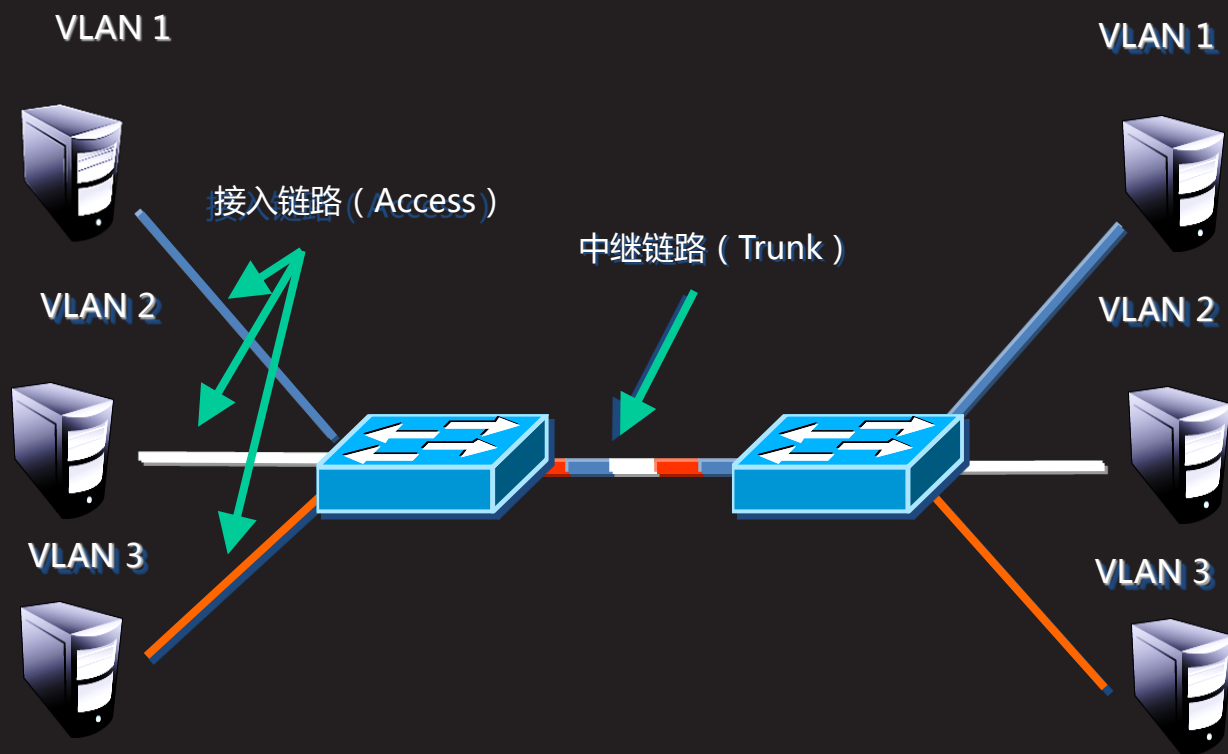 VLAN 1
VLAN 1
接入链路（Access）
中继链路（Trunk）
VLAN 2
VLAN 2
VLAN 3
VLAN 3